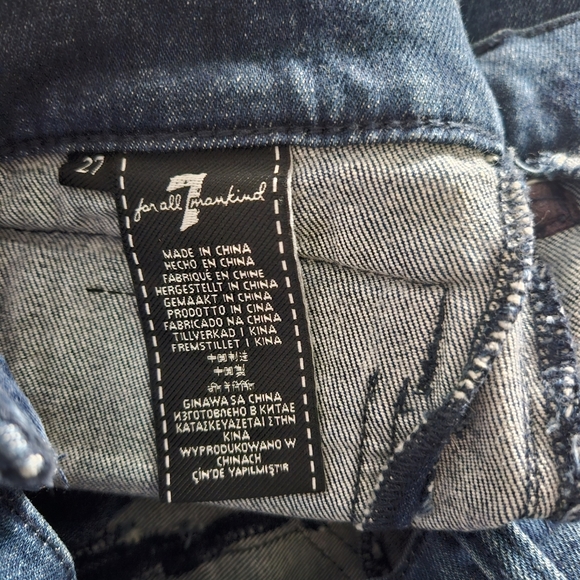 27
for all 7 mankind
MADE IN CHINA
HECHO EN CHINA
FABRIQUÉ EN CHINE
HERGESTELLT IN CHINA
GEMAAKT IN CHINA
PRODOTTO IN CINA
FABRICADO NA CHINA
TILLVERKAD I KINA
FREMSTILLET I KINA
中国制造
中国製
GINAWA SA CHINA
ИЗГОТОВЛЕНО В КИТАЕ
ΚΑΤΑΣΚΕΥΑΖΕΤΑΙ ΣΤΗΝ
ΚΙΝΑ
WYPRODUKOWANO W
CHINACH
ÇİN'DE YAPILMIŞTIR